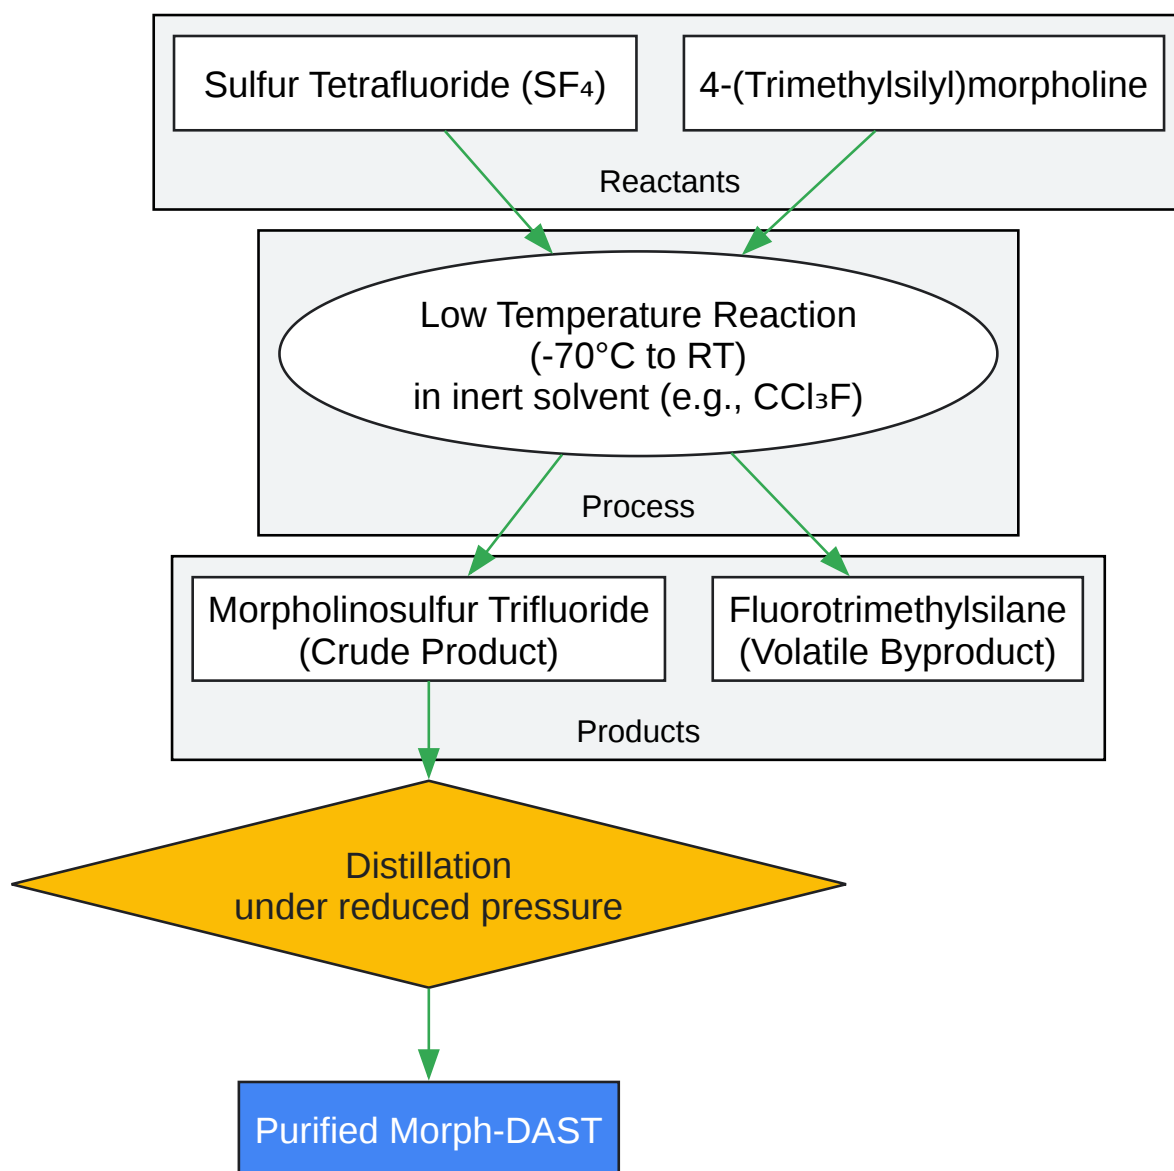 Sulfur Tetrafluoride (SF₄)
4-(Trimethylsilyl)morpholine
Reactants
Low Temperature Reaction
(-70°C to RT)
in inert solvent (e.g., CCl₃F)
Process
Morpholinosulfur Trifluoride
(Crude Product)
Fluorotrimethylsilane
(Volatile Byproduct)
Products
Distillation
under reduced pressure
Purified Morph-DAST